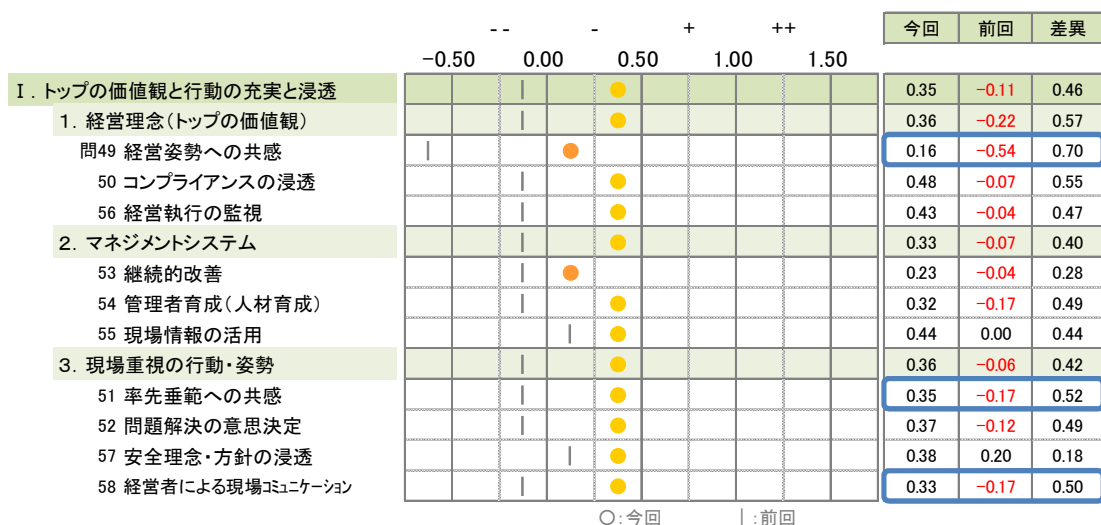 -- - + ++ 今回 前回 差異
-0.50 0.00 0.50 1.00 1.50
Ⅰ. トップの価値観と行動の充実と浸透 0.35 -0.11 0.46
1. 経営理念(トップの価値観) 0.36 -0.22 0.57
問49 経営姿勢への共感 0.16 -0.54 0.70
50 コンプライアンスの浸透 0.48 -0.07 0.55
56 経営執行の監視 0.43 -0.04 0.47
2. マネジメントシステム 0.33 -0.07 0.40
53 継続的改善 0.23 -0.04 0.28
54 管理者育成(人材育成) 0.32 -0.17 0.49
55 現場情報の活用 0.44 0.00 0.44
3. 現場重視の行動・姿勢 0.36 -0.06 0.42
51 率先垂範への共感 0.35 -0.17 0.52
52 問題解決の意思決定 0.37 -0.12 0.49
57 安全理念・方針の浸透 0.38 0.20 0.18
58 経営者による現場コミュニケーション 0.33 -0.17 0.50
○:今回 |:前回